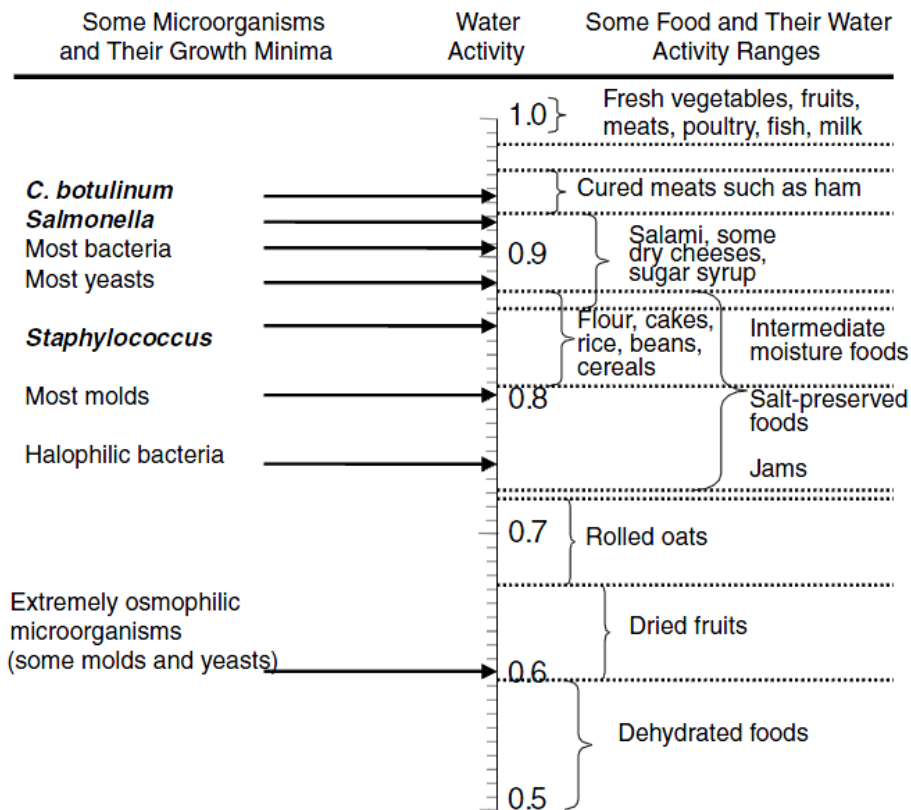 Some Microorganisms
and Their Growth Minima
Water
Activity
Some Food and Their Water
Activity Ranges
1.0
Fresh vegetables, fruits,
meats, poultry, fish, milk
C. botulinum
Cured meats such as ham
Salmonella
Most bacteria
0.9
Salami, some
dry cheeses,
sugar syrup
Most yeasts
Staphylococcus
Flour, cakes,
rice, beans,
cereals
Intermediate
moisture foods
Most molds
0.8
Salt-preserved
foods
Halophilic bacteria
Jams
0.7
Rolled oats
Extremely osmophilic
microorganisms
(some molds and yeasts)
Dried fruits
0.6
Dehydrated foods
0.5